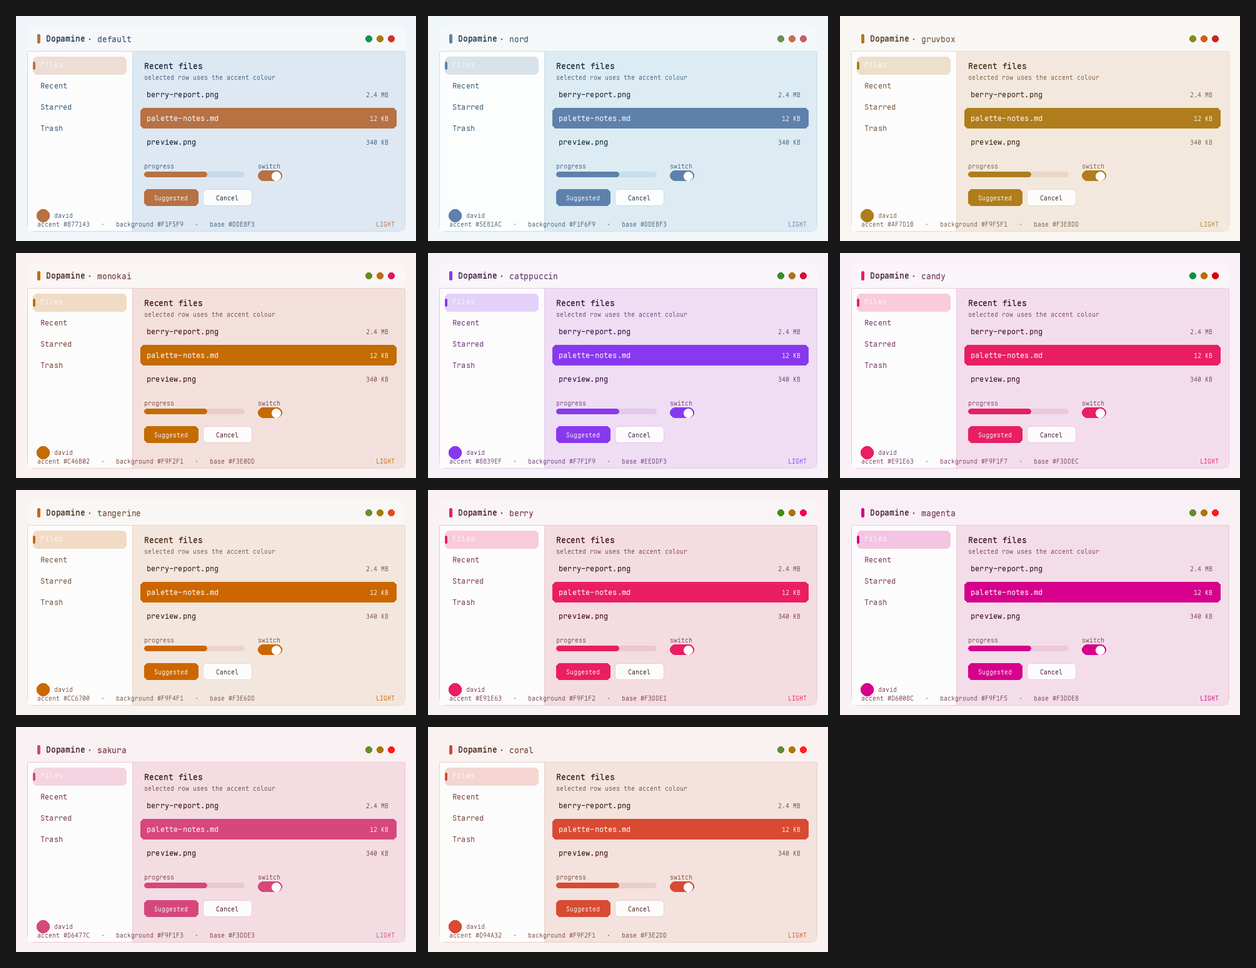 Dopamine · default
Files
Recent
Starred
Trash
david
Recent files
selected row uses the accent colour
berry-report.png 2.4 MB
palette-notes.md 12 KB
preview.png 340 KB
progress switch
Suggested Cancel
accent #B77143 · background #F1F5F9 · base #DDE8F3 LIGHT
Dopamine · nord
Files
Recent
Starred
Trash
david
Recent files
selected row uses the accent colour
berry-report.png 2.4 MB
palette-notes.md 12 KB
preview.png 340 KB
progress switch
Suggested Cancel
accent #5E81AC · background #F1F6F9 · base #DDEBF3 LIGHT
Dopamine · gruvbox
Files
Recent
Starred
Trash
david
Recent files
selected row uses the accent colour
berry-report.png 2.4 MB
palette-notes.md 12 KB
preview.png 340 KB
progress switch
Suggested Cancel
accent #AF7D1B · background #F9F5F1 · base #F3E8DD LIGHT
Dopamine · monokai
Files
Recent
Starred
Trash
david
Recent files
selected row uses the accent colour
berry-report.png 2.4 MB
palette-notes.md 12 KB
preview.png 340 KB
progress switch
Suggested Cancel
accent #C46B02 · background #F9F2F1 · base #F3E0DD LIGHT
Dopamine · catppuccin
Files
Recent
Starred
Trash
david
Recent files
selected row uses the accent colour
berry-report.png 2.4 MB
palette-notes.md 12 KB
preview.png 340 KB
progress switch
Suggested Cancel
accent #8839EF · background #F7F1F9 · base #EEDDF3 LIGHT
Dopamine · candy
Files
Recent
Starred
Trash
david
Recent files
selected row uses the accent colour
berry-report.png 2.4 MB
palette-notes.md 12 KB
preview.png 340 KB
progress switch
Suggested Cancel
accent #E91E63 · background #F9F1F7 · base #F3DDEC LIGHT
Dopamine · tangerine
Files
Recent
Starred
Trash
david
Recent files
selected row uses the accent colour
berry-report.png 2.4 MB
palette-notes.md 12 KB
preview.png 340 KB
progress switch
Suggested Cancel
accent #CC6700 · background #F9F4F1 · base #F3E6DD LIGHT
Dopamine · berry
Files
Recent
Starred
Trash
david
Recent files
selected row uses the accent colour
berry-report.png 2.4 MB
palette-notes.md 12 KB
preview.png 340 KB
progress switch
Suggested Cancel
accent #E91E63 · background #F9F1F2 · base #F3DDE1 LIGHT
Dopamine · magenta
Files
Recent
Starred
Trash
david
Recent files
selected row uses the accent colour
berry-report.png 2.4 MB
palette-notes.md 12 KB
preview.png 340 KB
progress switch
Suggested Cancel
accent #D6008C · background #F9F1F5 · base #F3DDE8 LIGHT
Dopamine · sakura
Files
Recent
Starred
Trash
david
Recent files
selected row uses the accent colour
berry-report.png 2.4 MB
palette-notes.md 12 KB
preview.png 340 KB
progress switch
Suggested Cancel
accent #D6477C · background #F9F1F3 · base #F3DDE3 LIGHT
Dopamine · coral
Files
Recent
Starred
Trash
david
Recent files
selected row uses the accent colour
berry-report.png 2.4 MB
palette-notes.md 12 KB
preview.png 340 KB
progress switch
Suggested Cancel
accent #D94A32 · background #F9F2F1 · base #F3E2DD LIGHT